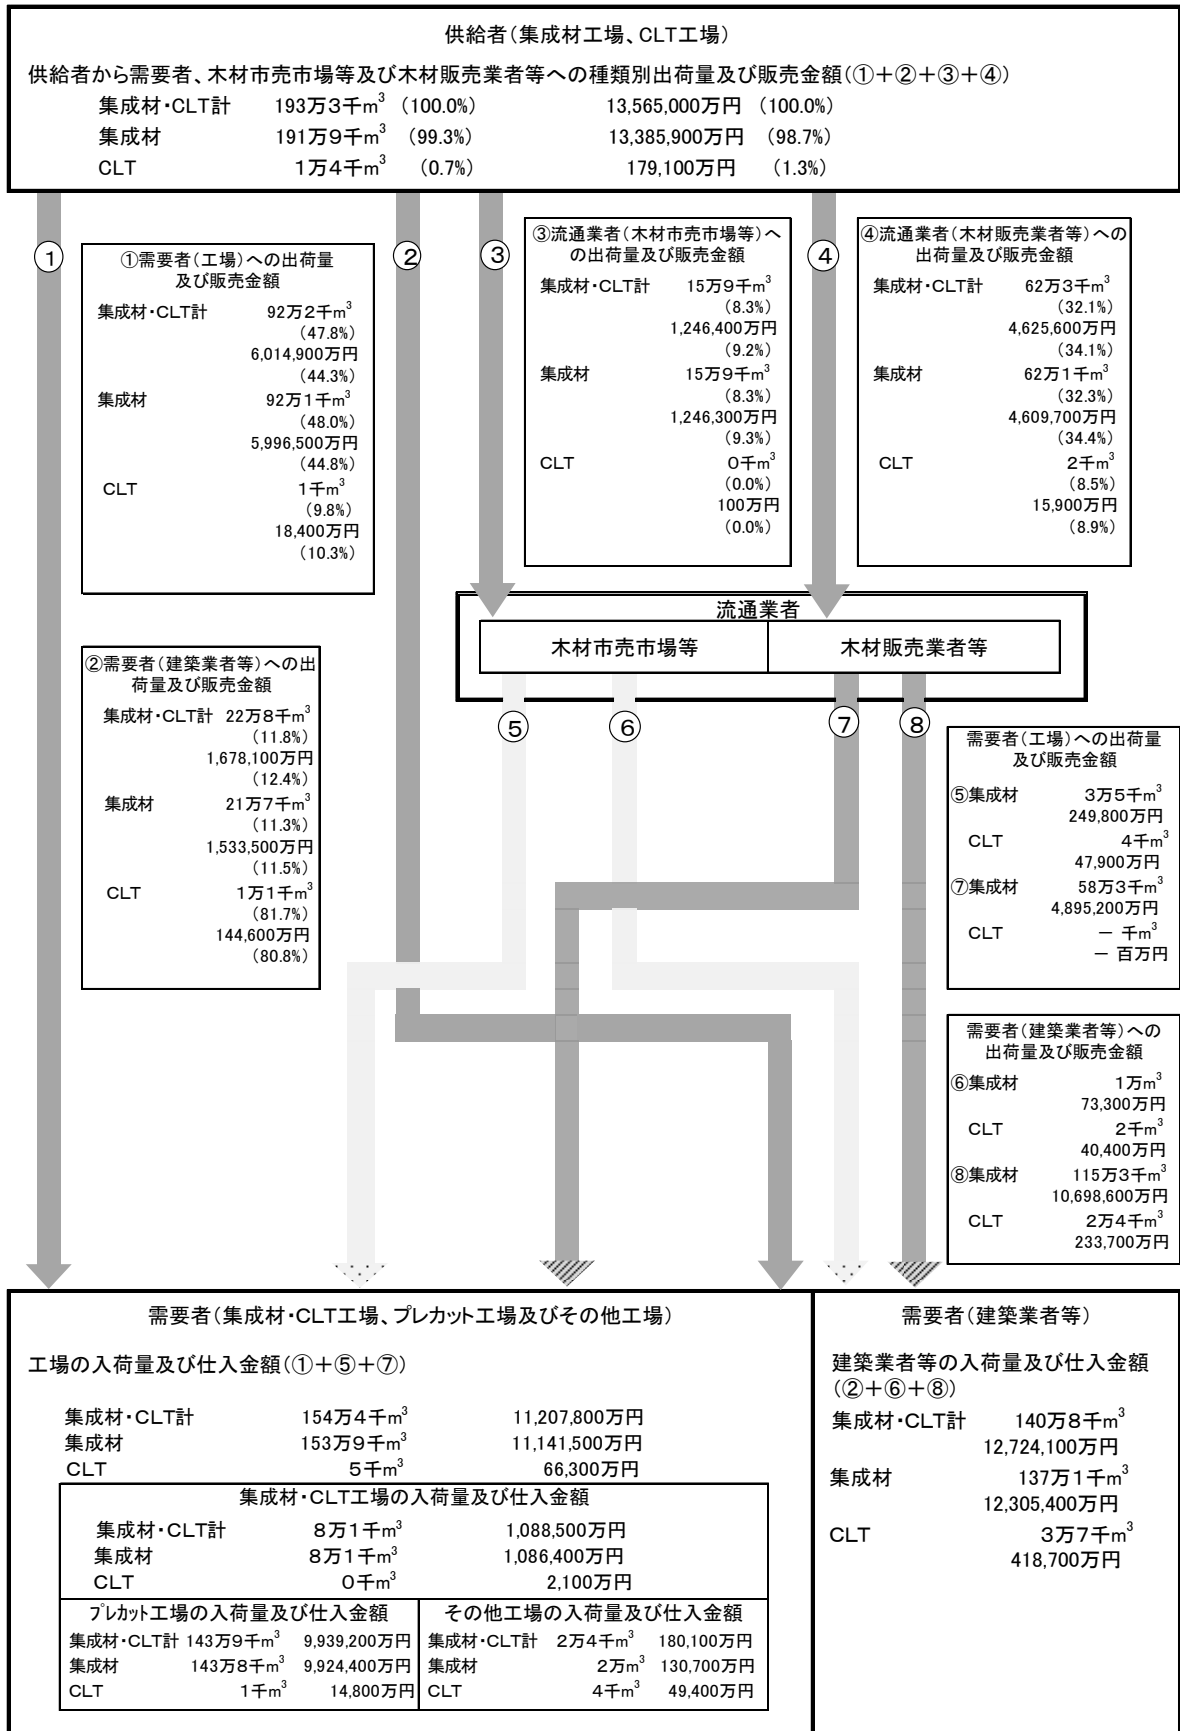 供給者(集成材工場、CLT工場)
供給者から需要者、木材市売市場等及び木材販売業者等への種類別出荷量及び販売金額(①+②+③+④)
集成材・CLT計 193万3千m³ (100.0%) 13,565,000万円 (100.0%)
集成材 191万9千m³ (99.3%) 13,385,900万円 (98.7%)
CLT 1万4千m³ (0.7%) 179,100万円 (1.3%)
①
②
③
④
①需要者(工場)への出荷量
及び販売金額
集成材・CLT計 92万2千m³
(47.8%)
6,014,900万円
(44.3%)
集成材 92万1千m³
(48.0%)
5,996,500万円
(44.8%)
CLT 1千m³
(9.8%)
18,400万円
(10.3%)
③流通業者(木材市売市場等)へ
の出荷量及び販売金額
集成材・CLT計 15万9千m³
(8.3%)
1,246,400万円
(9.2%)
集成材 15万9千m³
(8.3%)
1,246,300万円
(9.3%)
CLT 0千m³
(0.0%)
100万円
(0.0%)
④流通業者(木材販売業者等)への
出荷量及び販売金額
集成材・CLT計 62万3千m³
(32.1%)
4,625,600万円
(34.1%)
集成材 62万1千m³
(32.3%)
4,609,700万円
(34.4%)
CLT 2千m³
(8.5%)
15,900万円
(8.9%)
流通業者
木材市売市場等 木材販売業者等
②需要者(建築業者等)への出
荷量及び販売金額
集成材・CLT計 22万8千m³
(11.8%)
1,678,100万円
(12.4%)
集成材 21万7千m³
(11.3%)
1,533,500万円
(11.5%)
CLT 1万1千m³
(81.7%)
144,600万円
(80.8%)
⑤
⑥
⑦
⑧
需要者(工場)への出荷量
及び販売金額
⑤集成材 3万5千m³
249,800万円
CLT 4千m³
47,900万円
⑦集成材 58万3千m³
4,895,200万円
CLT － 千m³
－ 百万円
需要者(建築業者等)への
出荷量及び販売金額
⑥集成材 1万m³
73,300万円
CLT 2千m³
40,400万円
⑧集成材 115万3千m³
10,698,600万円
CLT 2万4千m³
233,700万円
需要者(集成材・CLT工場、プレカット工場及びその他工場)
工場の入荷量及び仕入金額(①+⑤+⑦)
集成材・CLT計 154万4千m³ 11,207,800万円
集成材 153万9千m³ 11,141,500万円
CLT 5千m³ 66,300万円
集成材・CLT工場の入荷量及び仕入金額
集成材・CLT計 8万1千m³ 1,088,500万円
集成材 8万1千m³ 1,086,400万円
CLT 0千m³ 2,100万円
プレカット工場の入荷量及び仕入金額
集成材・CLT計 143万9千m³ 9,939,200万円
集成材 143万8千m³ 9,924,400万円
CLT 1千m³ 14,800万円
その他工場の入荷量及び仕入金額
集成材・CLT計 2万4千m³ 180,100万円
集成材 2万m³ 130,700万円
CLT 4千m³ 49,400万円
需要者(建築業者等)
建築業者等の入荷量及び仕入金額
(②+⑥+⑧)
集成材・CLT計 140万8千m³
12,724,100万円
集成材 137万1千m³
12,305,400万円
CLT 3万7千m³
418,700万円